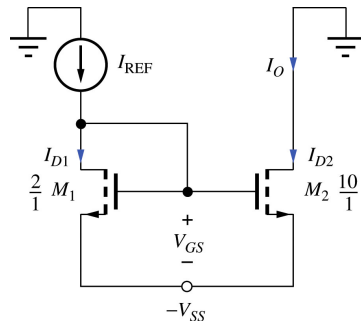 I_REF
I_O
I_D1
I_D2
2/1 M_1
M_2 10/1
+
V_GS
−
−V_SS